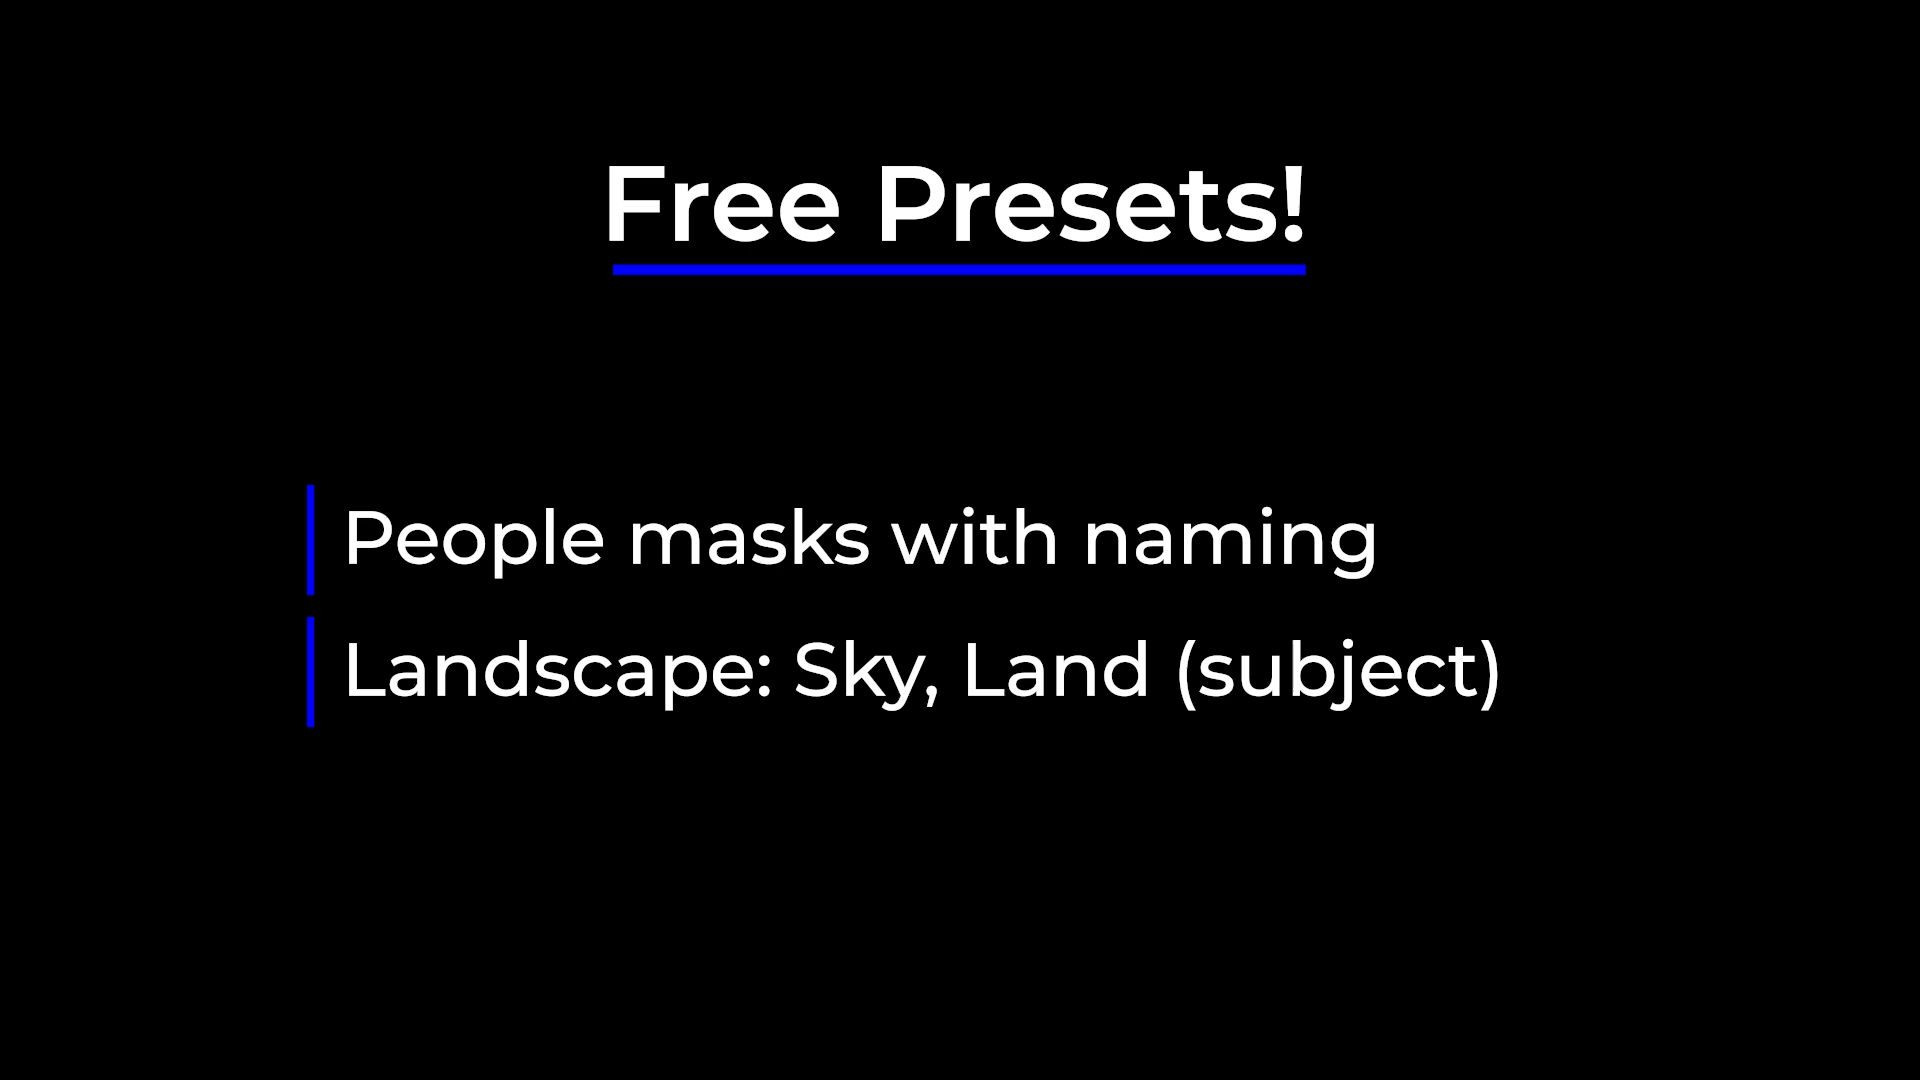 Free Presets!
People masks with naming
Landscape: Sky, Land (subject)